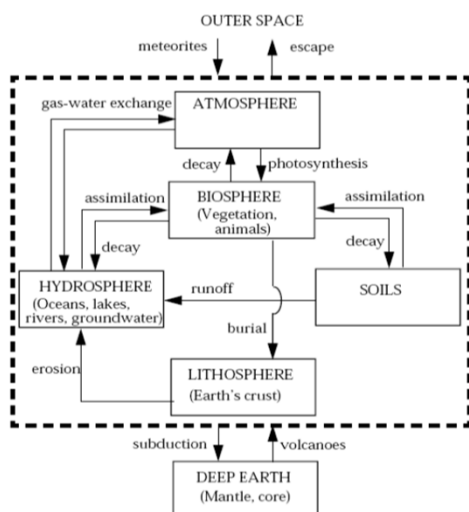 OUTER SPACE
meteorites
escape
gas-water exchange
ATMOSPHERE
decay
photosynthesis
assimilation
BIOSPHERE
(Vegetation,
animals)
assimilation
decay
decay
HYDROSPHERE
(Oceans, lakes,
rivers, groundwater)
runoff
SOILS
burial
erosion
LITHOSPHERE
(Earth's crust)
subduction
volcanoes
DEEP EARTH
(Mantle, core)